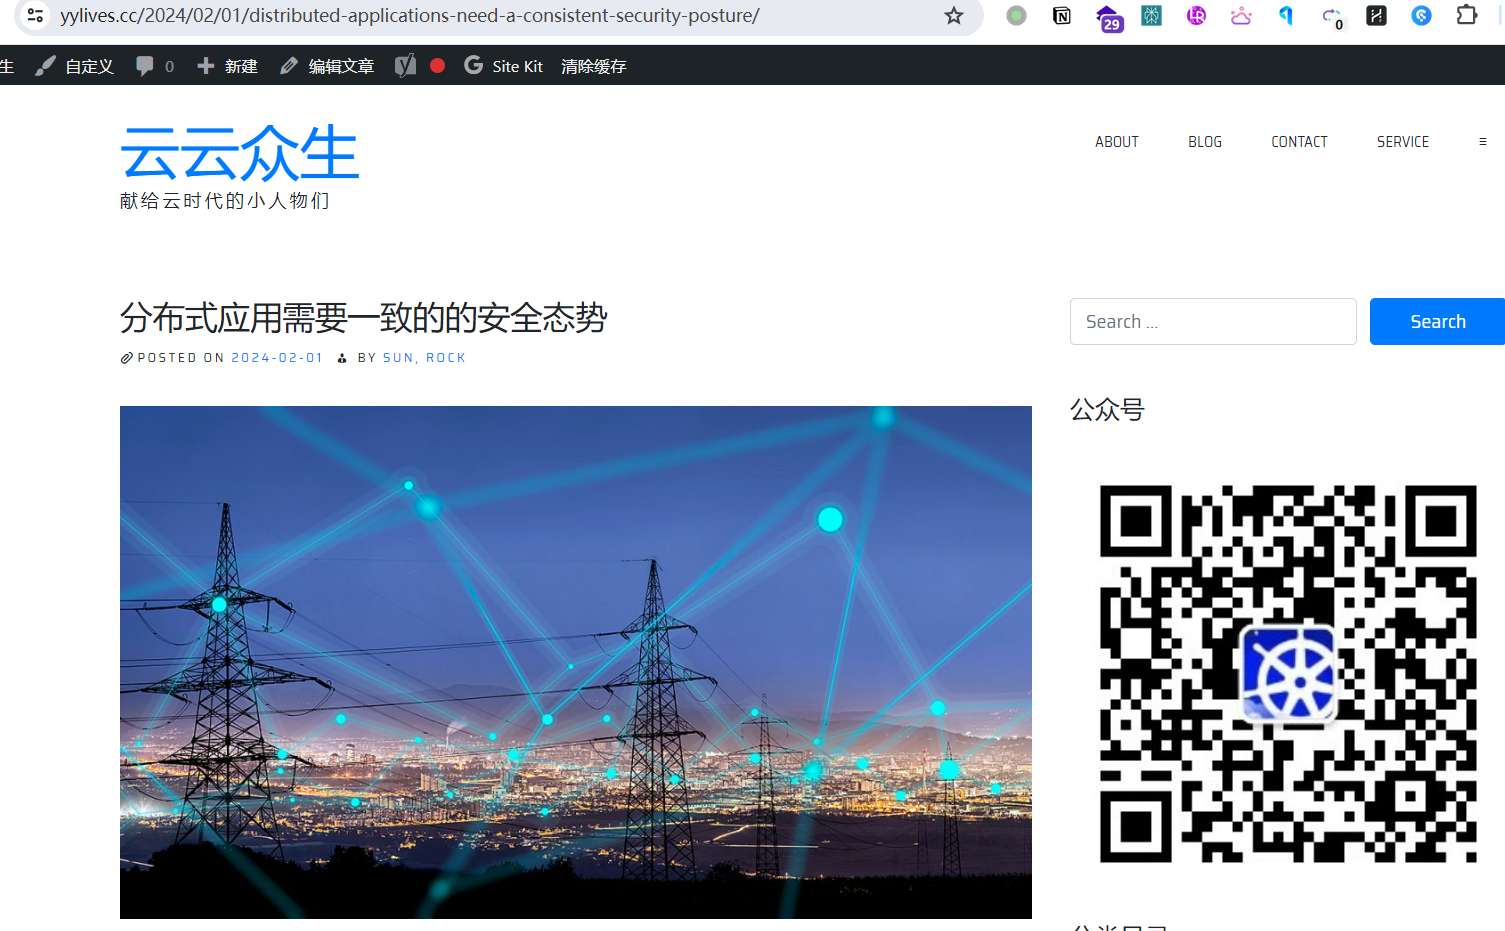 yylives.cc/2024/02/01/distributed-applications-need-a-consistent-security-posture/
29
0
生 自定义 0 新建 编辑文章 Site Kit 清除缓存
云云众生
献给云时代的小人物们
ABOUT BLOG CONTACT SERVICE
分布式应用需要一致的的安全态势
POSTED ON 2024-02-01 BY SUN, ROCK
Search ...
Search
公众号